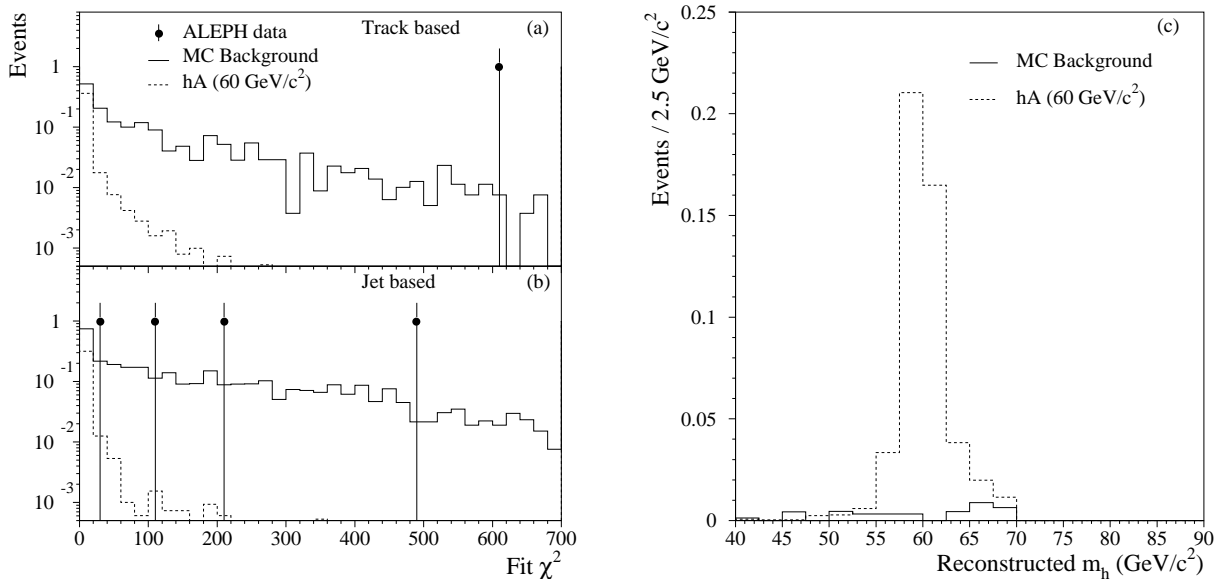 Events
ALEPH data
MC Background
hA (60 GeV/c²)
Track based
(a)
1
10⁻¹
10⁻²
10⁻³
Jet based
(b)
1
10⁻¹
10⁻²
10⁻³
0 100 200 300 400 500 600 700
Fit χ²
Events / 2.5 GeV/c²
(c)
MC Background
hA (60 GeV/c²)
0.25
0.2
0.15
0.1
0.05
0
40 45 50 55 60 65 70 75 80 85 90
Reconstructed mₕ (GeV/c²)